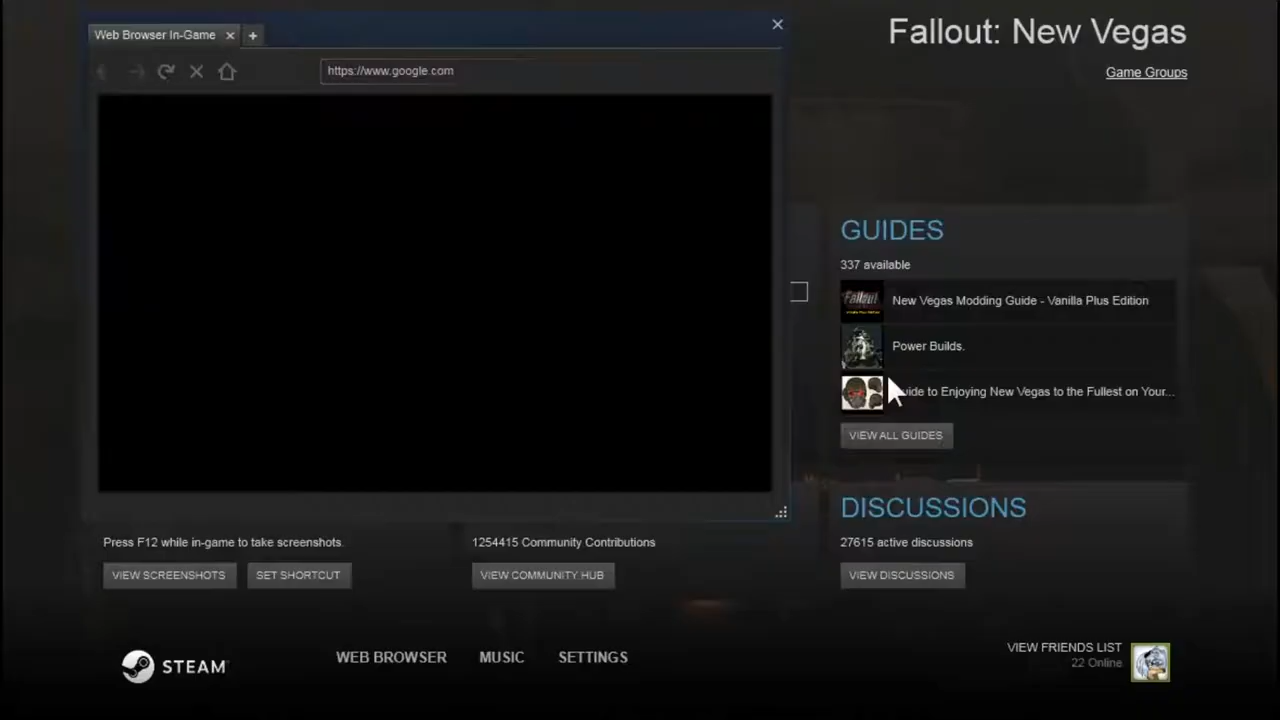 Web Browser In-Game
https://www.google.com
Fallout: New Vegas
Game Groups
GUIDES
337 available
Fallout
New Vegas Modding Guide - Vanilla Plus Edition
Power Builds.
uide to Enjoying New Vegas to the Fullest on Your...
VIEW ALL GUIDES
Press F12 while in-game to take screenshots.
VIEW SCREENSHOTS
SET SHORTCUT
1254415 Community Contributions
VIEW COMMUNITY HUB
DISCUSSIONS
27615 active discussions
VIEW DISCUSSIONS
STEAM
WEB BROWSER
MUSIC
SETTINGS
VIEW FRIENDS LIST
22 Online